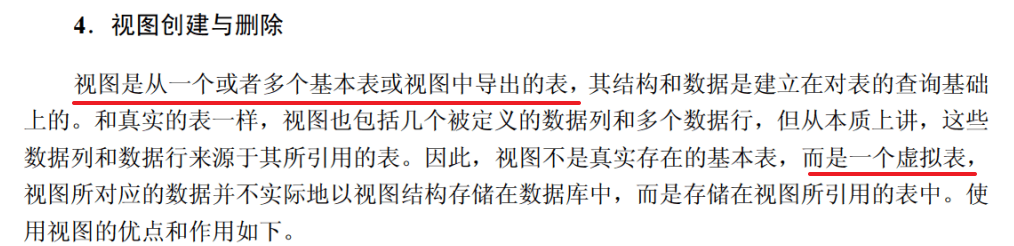 4．视图创建与删除
视图是从一个或者多个基本表或视图中导出的表，其结构和数据是建立在对表的查询基础
上的。和真实的表一样，视图也包括几个被定义的数据列和多个数据行，但从本质上讲，这些
数据列和数据行来源于其所引用的表。因此，视图不是真实存在的基本表，而是一个虚拟表，
视图所对应的数据并不实际地以视图结构存储在数据库中，而是存储在视图所引用的表中。使
用视图的优点和作用如下。